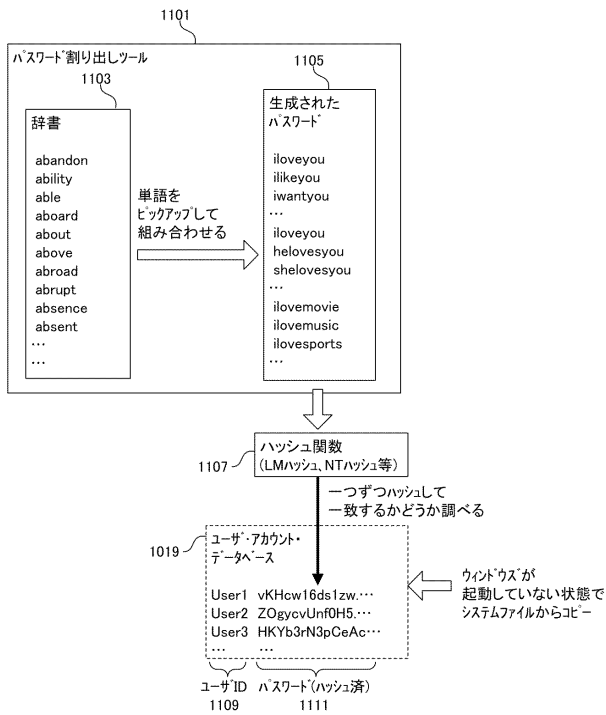 1101
パスワード割り出しツール
1103
辞書
abandon
ability
able
aboard
about
above
abroad
abrupt
absence
absent
…
…
単語を
ピックアップして
組み合わせる
1105
生成された
パスワード
iloveyou
ilikeyou
iwantyou
…
iloveyou
helovesyou
shelovesyou
…
ilovemovie
ilovemusic
ilovesports
…
1107
ハッシュ関数
(LMハッシュ、NTハッシュ等)
一つずつハッシュして
一致するかどうか調べる
1019
ユーザ・アカウント・
データベース
User1 vKHcw16ds1zw.…
User2 ZOgycvUnf0H5.…
User3 HKYb3rN3pCeAc…
… …
ウィンドウズが
起動していない状態で
システムファイルからコピー
ユーザID パスワード(ハッシュ済)
1109 1111